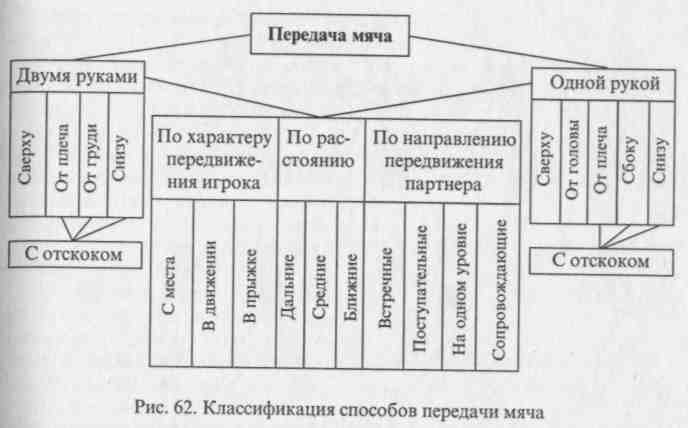 Передача мяча
Двумя руками
Одной рукой
Сверху
От плеча
От груди
Снизу
С отскоком
По характеру
передвиже-
ния игрока
По рас-
стоянию
По направлению
передвижения
партнера
С места
В движении
В прыжке
Дальние
Средние
Ближние
Встречные
Поступательные
На одном уровне
Сопровождающие
Сверху
От головы
От плеча
Сбоку
Снизу
С отскоком
Рис. 62. Классификация способов передачи мяча